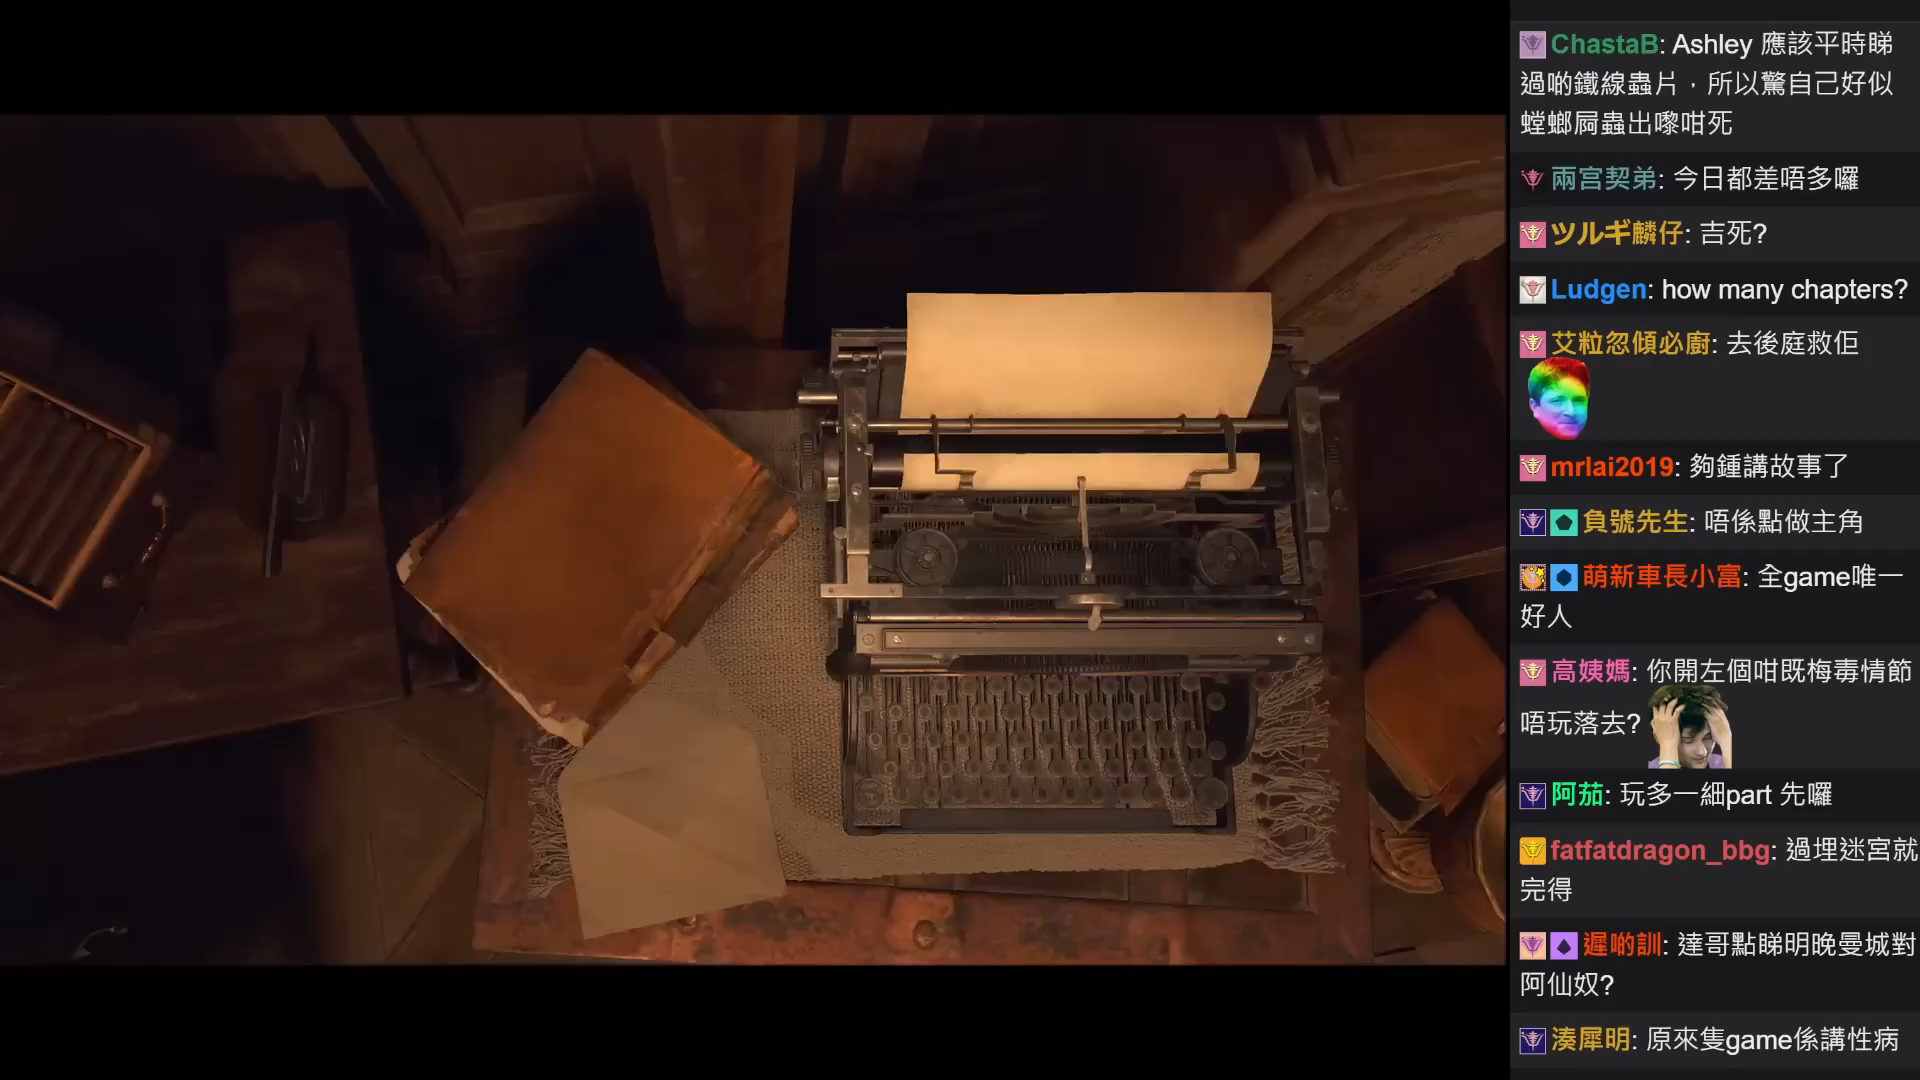 ChastaB: Ashley 應該平時睇
過啲鐵線蟲片，所以驚自己好似
螳螂屙蟲出嚟咁死
兩宮契弟: 今日都差唔多囉
ツルギ麟仔: 吉死?
Ludgen: how many chapters?
艾粒忽傾必廚: 去後庭救佢
mrlai2019: 夠鍾講故事了
負號先生: 唔係點做主角
萌新車長小富: 全game唯一
好人
高姨媽: 你開左個咁既梅毒情節
唔玩落去?
阿茄: 玩多一細part 先囉
fatfatdragon_bbg: 過埋迷宮就
完得
遲啲訓: 達哥點睇明晚曼城對
阿仙奴?
湊犀明: 原來隻game係講性病